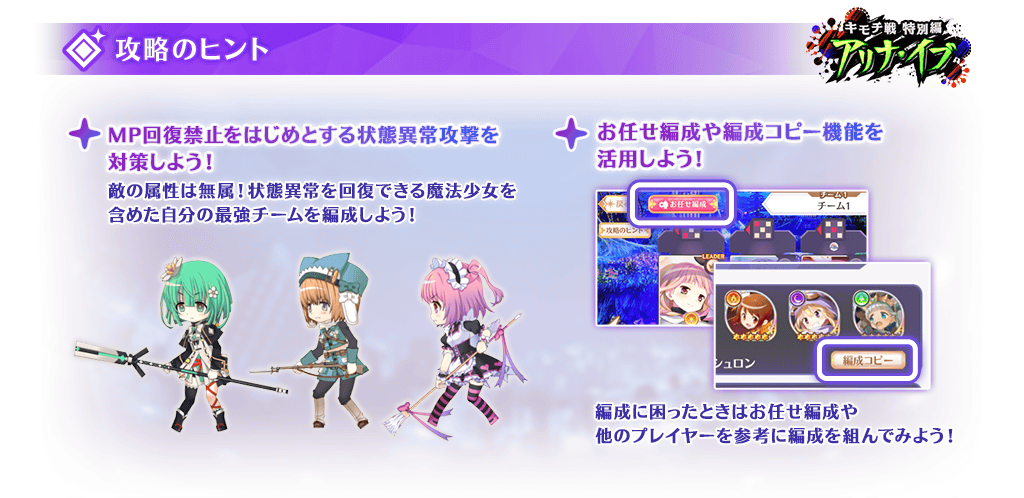 攻略のヒント
キモチ戦 特別編
アリナ・イブ
MP回復禁止をはじめとする状態異常攻撃を
対策しよう!
敵の属性は無属!状態異常を回復できる魔法少女を
含めた自分の最強チームを編成しよう!
お任せ編成や編成コピー機能を
活用しよう!
戻
お任せ編成
チーム1
攻略のヒント
LEADER
シュロン
編成コピー
編成に困ったときはお任せ編成や
他のプレイヤーを参考に編成を組んでみよう!